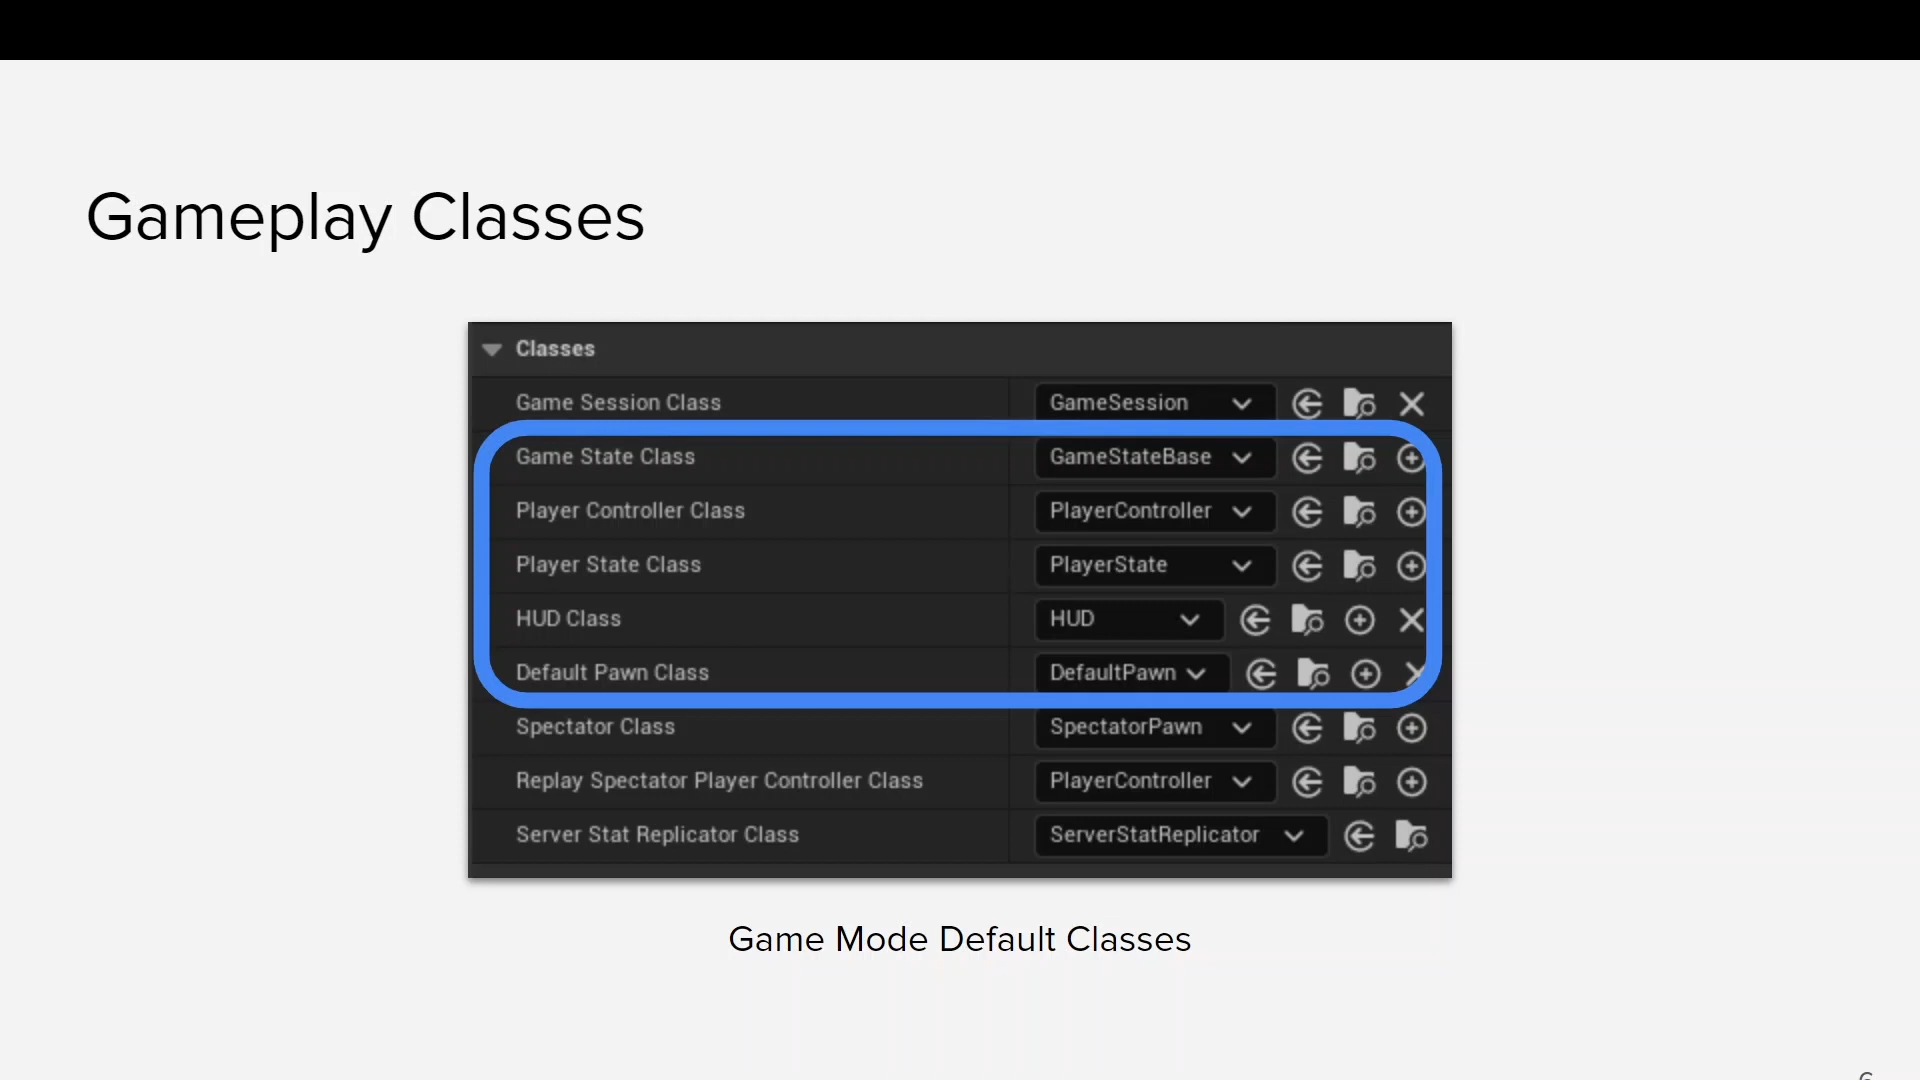 Gameplay Classes
Classes
Game Session Class GameSession
Game State Class GameStateBase
Player Controller Class PlayerController
Player State Class PlayerState
HUD Class HUD
Default Pawn Class DefaultPawn
Spectator Class SpectatorPawn
Replay Spectator Player Controller Class PlayerController
Server Stat Replicator Class ServerStatReplicator
Game Mode Default Classes